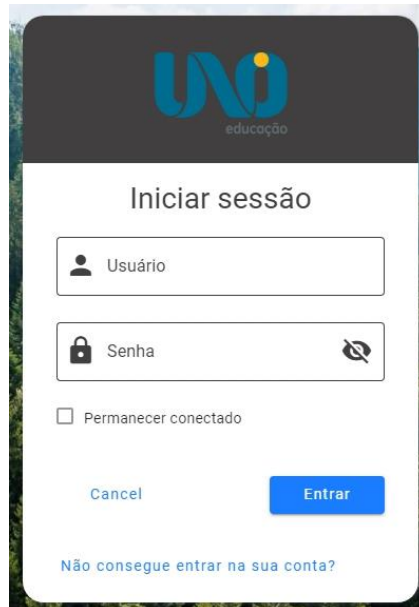 UNO
educação
Iniciar sessão
Usuário
Senha
Permanecer conectado
Cancel
Entrar
Não consegue entrar na sua conta?